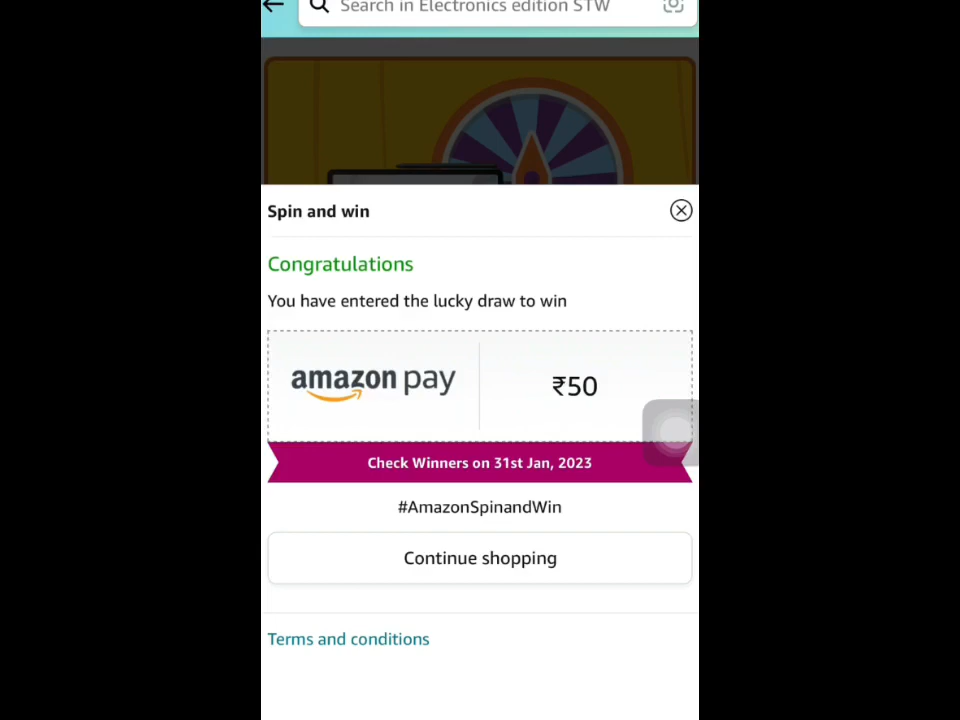 Search in Electronics edition STW
Spin and win
Congratulations
You have entered the lucky draw to win
amazon pay
₹50
Check Winners on 31st Jan, 2023
#AmazonSpinandWin
Continue shopping
Terms and conditions